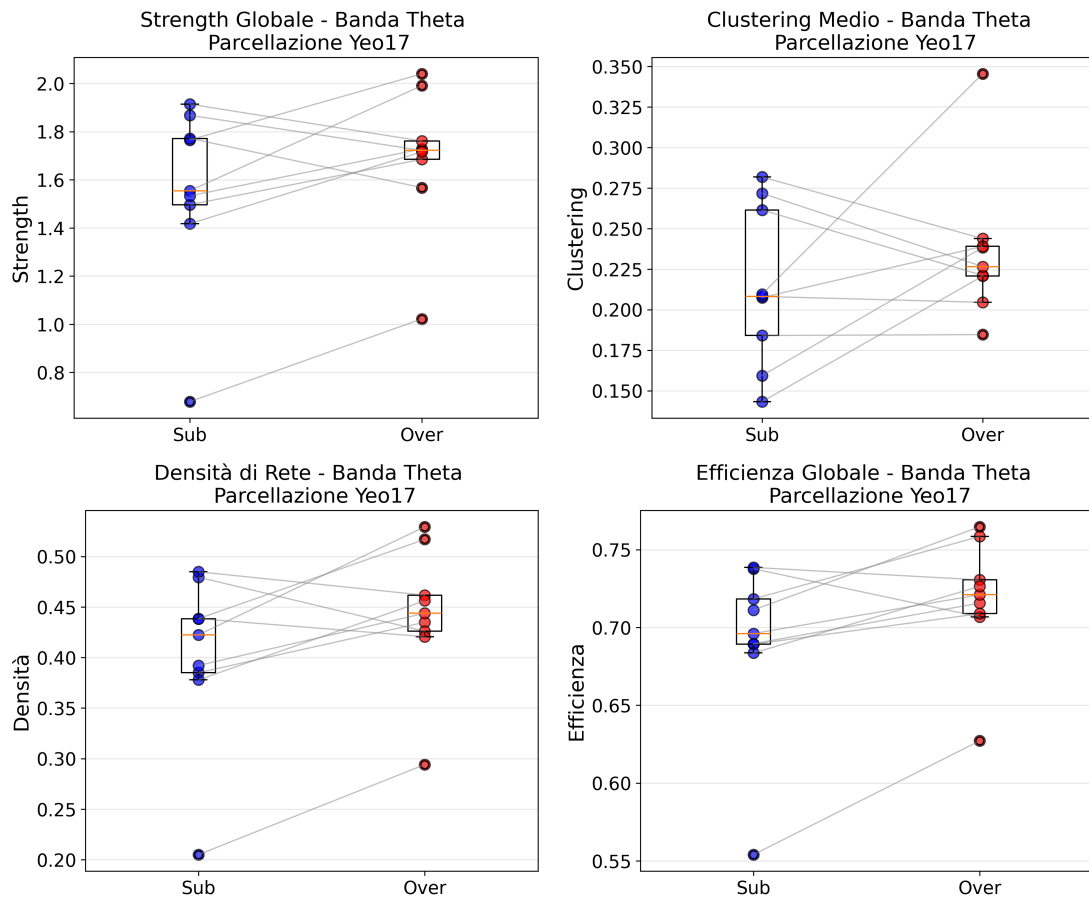 Strength Globale - Banda Theta
Parcellazione Yeo17
Strength
2.0
1.8
1.6
1.4
1.2
1.0
0.8
Sub
Over
Clustering Medio - Banda Theta
Parcellazione Yeo17
Clustering
0.350
0.325
0.300
0.275
0.250
0.225
0.200
0.175
0.150
Sub
Over
Densità di Rete - Banda Theta
Parcellazione Yeo17
Densità
0.50
0.45
0.40
0.35
0.30
0.25
0.20
Sub
Over
Efficienza Globale - Banda Theta
Parcellazione Yeo17
Efficienza
0.75
0.70
0.65
0.60
0.55
Sub
Over